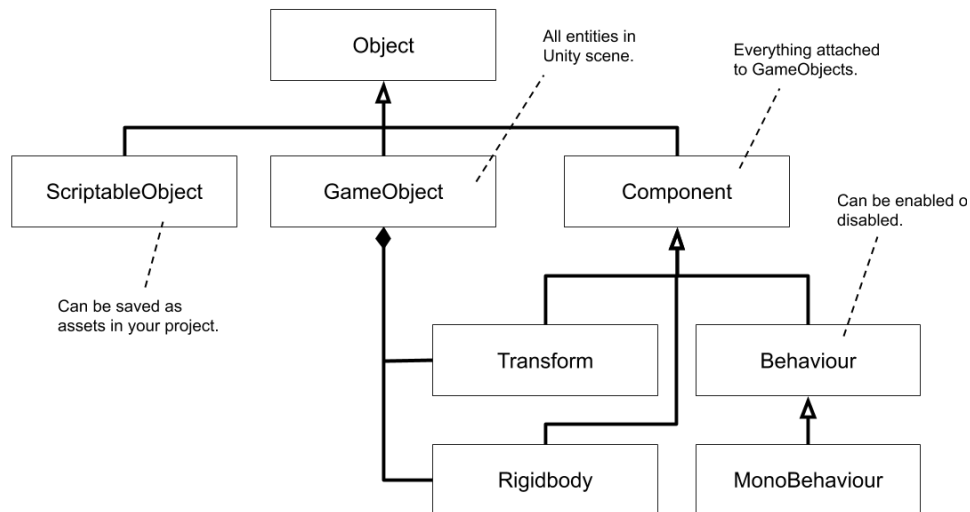 Object
All entities in
Unity scene.
Everything attached
to GameObjects.
ScriptableObject
GameObject
Component
Can be enabled o
disabled.
Can be saved as
assets in your project.
Transform
Behaviour
Rigidbody
MonoBehaviour